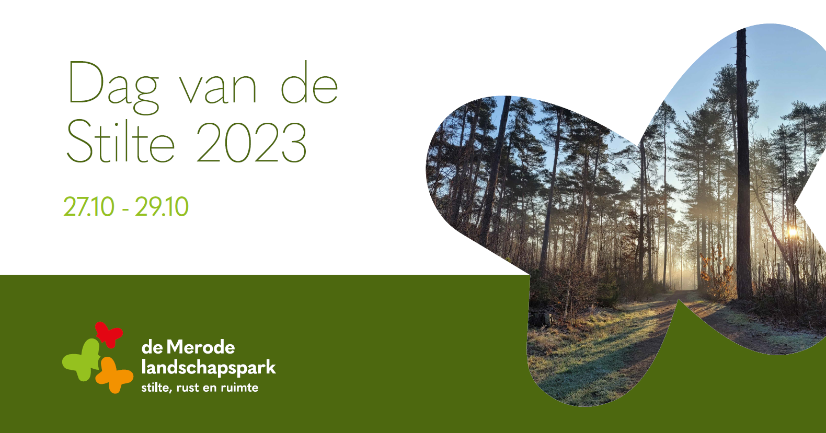 Dag van de
Stilte 2023
27.10 - 29.10
de Merode
landschapspark
stilte, rust en ruimte